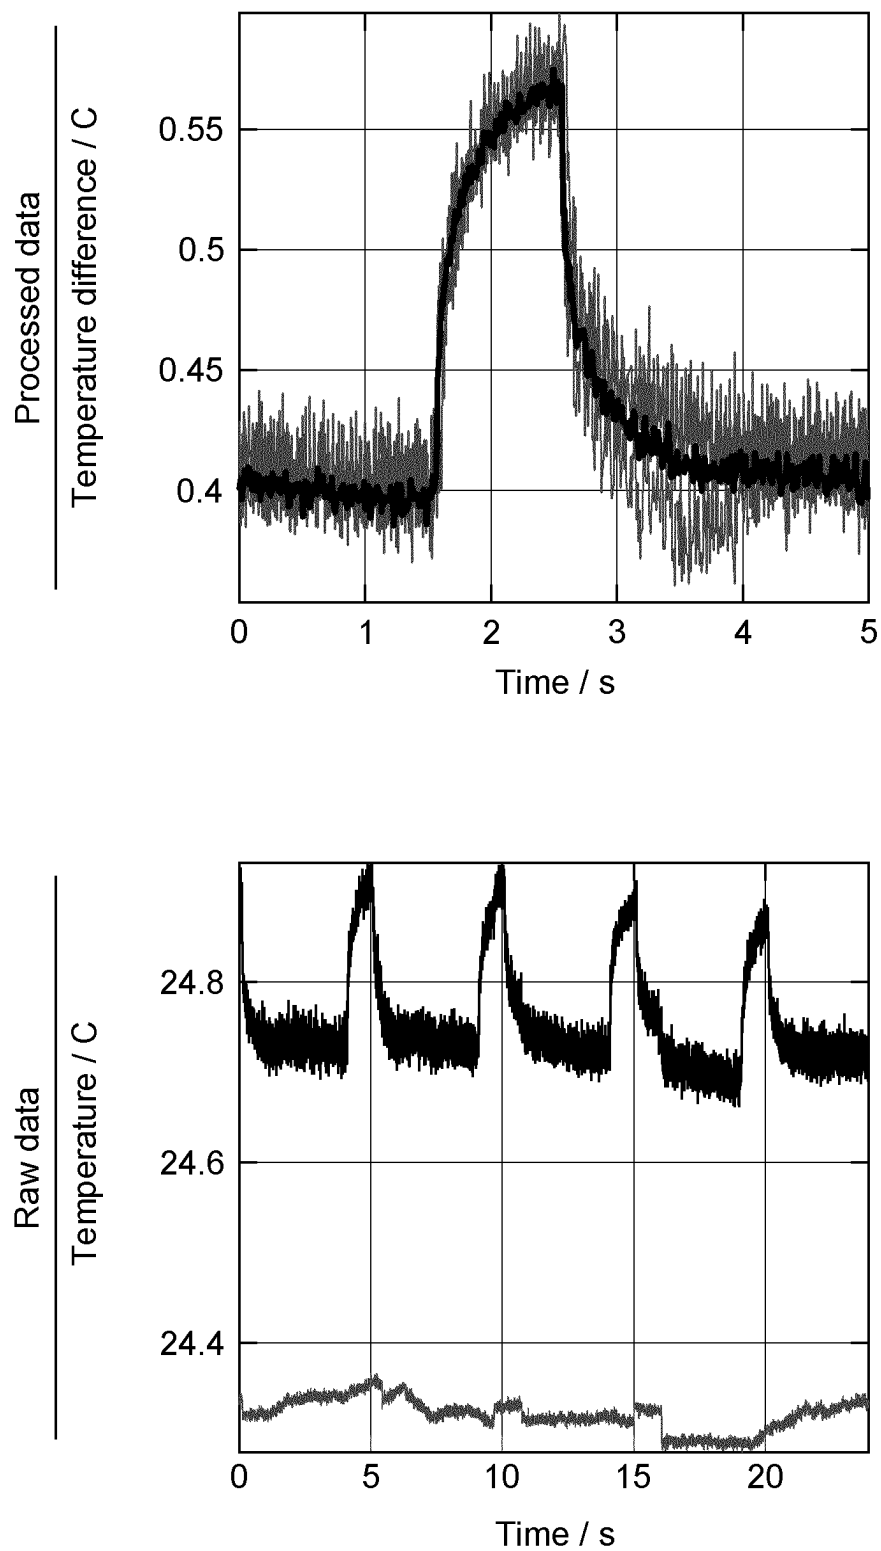 Processed data
Temperature difference / C
0.55
0.5
0.45
0.4
0 1 2 3 4 5
Time / s
Raw data
Temperature / C
24.8
24.6
24.4
0 5 10 15 20
Time / s